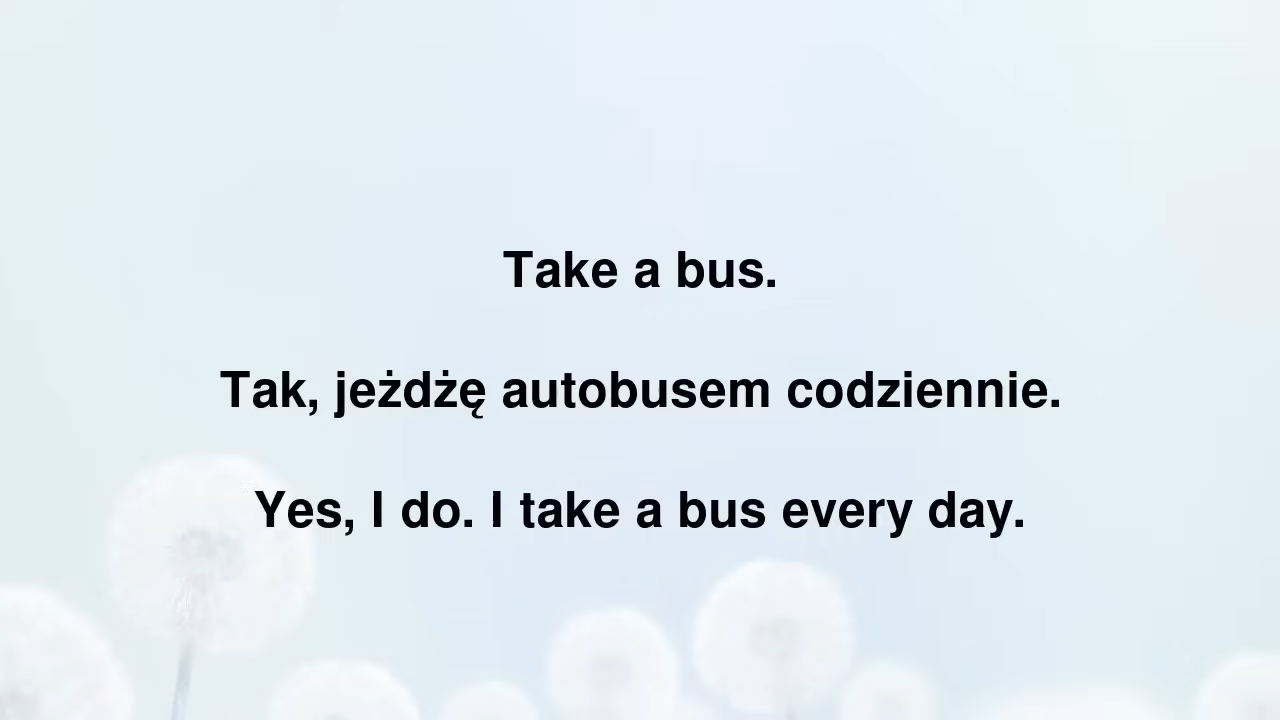 Take a bus.
Tak, jeżdżę autobusem codziennie.
Yes, I do. I take a bus every day.